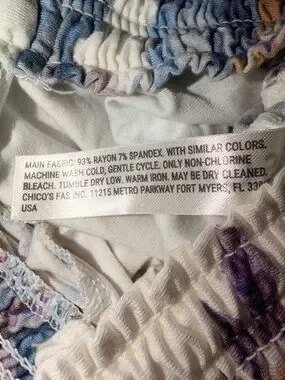 MAIN FABRIC: 93% RAYON 7% SPANDEX. WITH SIMILAR COLORS.
MACHINE WASH COLD, GENTLE CYCLE. ONLY NON-CHLORINE
BLEACH. TUMBLE DRY LOW. WARM IRON. MAY BE DRY CLEANED.
CHICO'S FAS INC. 11215 METRO PARKWAY FORT MYERS, FL
USA